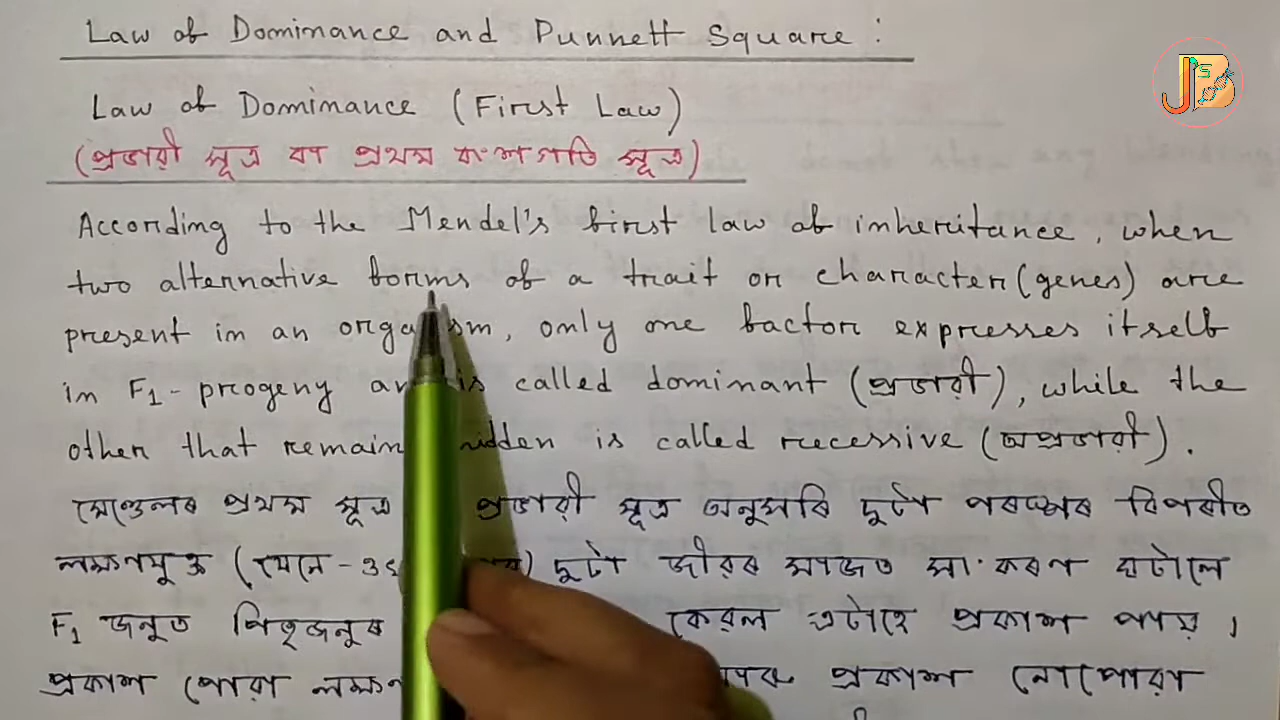 Law of Dominance and Punnett Square :
Law of Dominance (First Law)
(প্ৰভাৱী সূত্ৰ বা প্ৰথম বংশগতি সূত্ৰ)
According to the Mendel's first law of inheritance, when
two alternative forms of a trait or character (genes) are
present in an organism, only one factor expresses itself
in F1-progeny and is called dominant (প্ৰভাৱী), while the
other that remain hidden is called recessive (অপ্ৰভাৱী).
মেণ্ডেলৰ প্ৰথম সূত্ৰ প্ৰভাৱী সূত্ৰ অনুসৰি দুটা পৰস্পৰ বিপৰীত
লক্ষণযুক্ত (যেনে - ) দুটা জীৱৰ মাজত সংকৰণ ঘটালে
F1 জনুত পিতৃজনুৰ কেৱল এটাহে প্ৰকাশ পায়।
প্ৰকাশ পোৱা প্ৰকাশ নোপোৱা
JBs